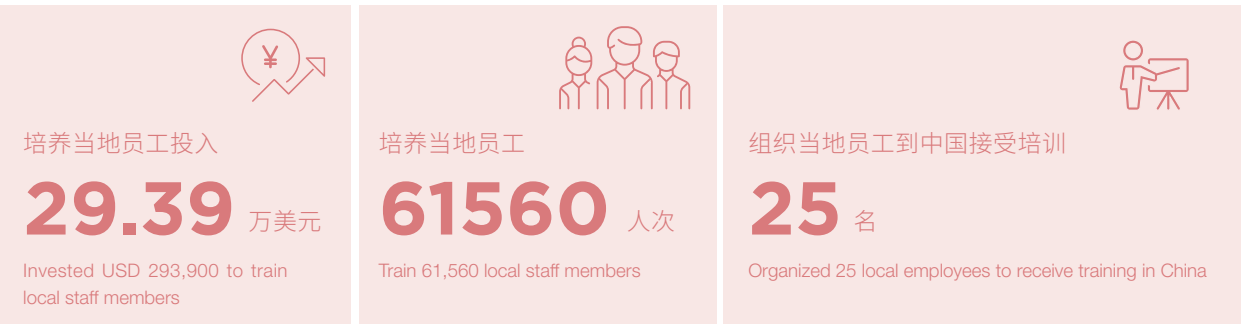 ¥
培养当地员工投入
29.39 万美元
Invested USD 293,900 to train
local staff members
培养当地员工
61560 人次
Train 61,560 local staff members
组织当地员工到中国接受培训
25 名
Organized 25 local employees to receive training in China